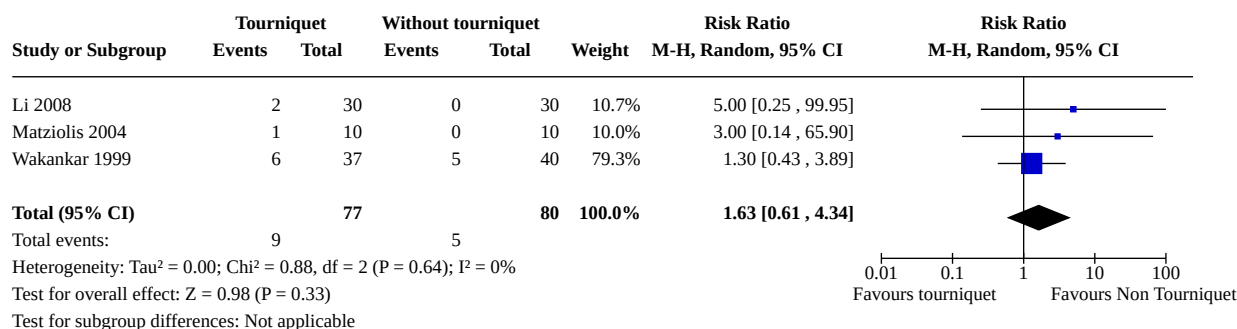 Tourniquet Without tourniquet Risk Ratio Risk Ratio
Study or Subgroup Events Total Events Total Weight M-H, Random, 95% CI M-H, Random, 95% CI
Li 2008 2 30 0 30 10.7% 5.00 [0.25 , 99.95]
Matziolis 2004 1 10 0 10 10.0% 3.00 [0.14 , 65.90]
Wakankar 1999 6 37 5 40 79.3% 1.30 [0.43 , 3.89]
Total (95% CI) 77 80 100.0% 1.63 [0.61 , 4.34]
Total events: 9 5
Heterogeneity: Tau² = 0.00; Chi² = 0.88, df = 2 (P = 0.64); I² = 0%
0.01 0.1 1 10 100
Test for overall effect: Z = 0.98 (P = 0.33)
Favours tourniquet Favours Non Tourniquet
Test for subgroup differences: Not applicable